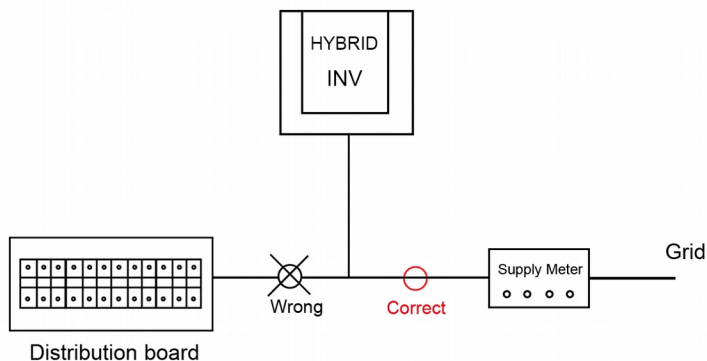 HYBRID
INV
Grid
Supply Meter
Wrong
Correct
Distribution board